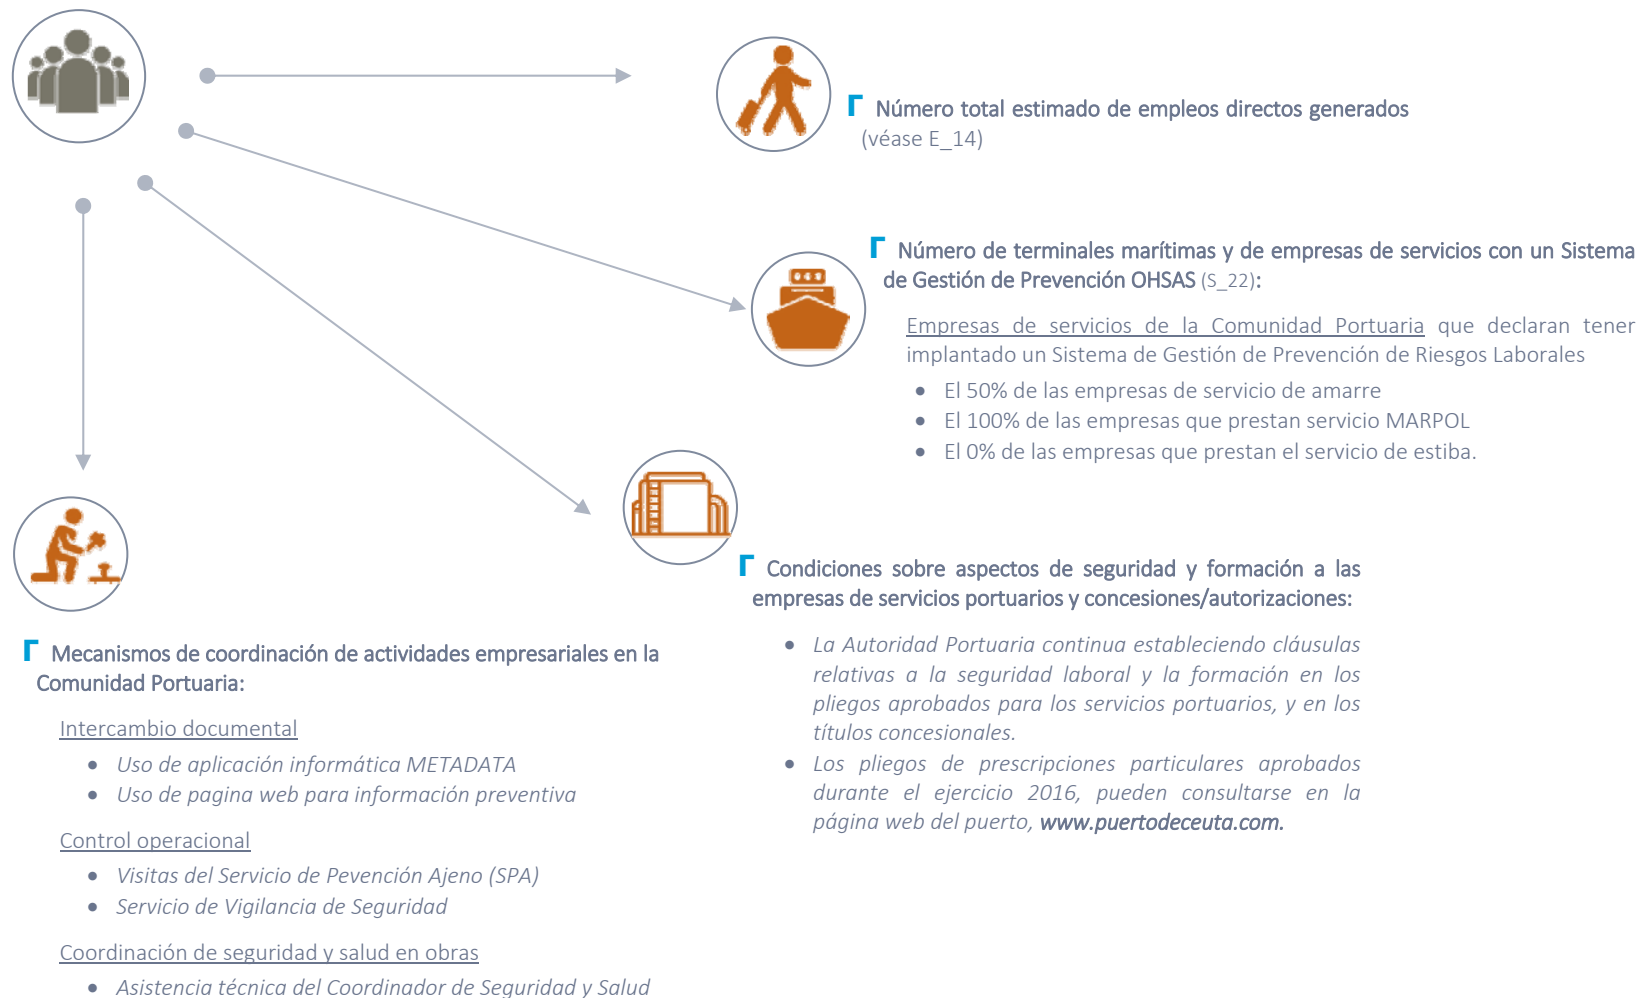 Número total estimado de empleos directos generados
(véase E_14)
Número de terminales marítimas y de empresas de servicios con un Sistema
de Gestión de Prevención OHSAS (S_22):
Empresas de servicios de la Comunidad Portuaria que declaran tener
implantado un Sistema de Gestión de Prevención de Riesgos Laborales
• El 50% de las empresas de servicio de amarre
• El 100% de las empresas que prestan servicio MARPOL
• El 0% de las empresas que prestan el servicio de estiba.
Condiciones sobre aspectos de seguridad y formación a las
empresas de servicios portuarios y concesiones/autorizaciones:
• La Autoridad Portuaria continua estableciendo cláusulas
relativas a la seguridad laboral y la formación en los
pliegos aprobados para los servicios portuarios, y en los
títulos concesionales.
• Los pliegos de prescripciones particulares aprobados
durante el ejercicio 2016, pueden consultarse en la
página web del puerto, www.puertodeceuta.com.
Mecanismos de coordinación de actividades empresariales en la
Comunidad Portuaria:
Intercambio documental
• Uso de aplicación informática METADATA
• Uso de pagina web para información preventiva
Control operacional
• Visitas del Servicio de Pevención Ajeno (SPA)
• Servicio de Vigilancia de Seguridad
Coordinación de seguridad y salud en obras
• Asistencia técnica del Coordinador de Seguridad y Salud